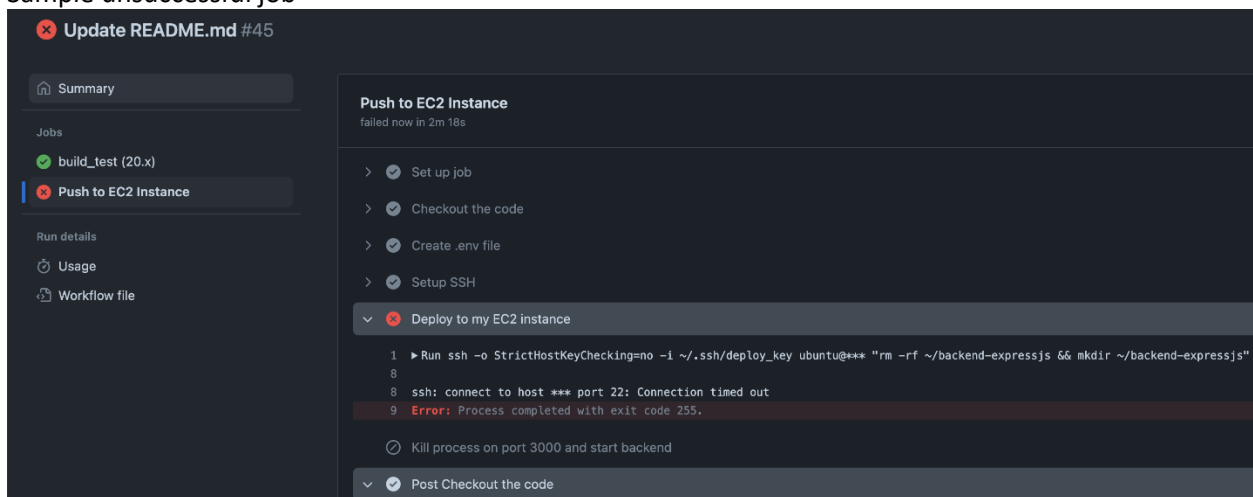 Sample unsuccessful job
Update README.md #45
Summary
Jobs
build_test (20.x)
Push to EC2 Instance
Run details
Usage
Workflow file
Push to EC2 Instance
failed now in 2m 18s
Set up job
Checkout the code
Create .env file
Setup SSH
Deploy to my EC2 instance
1 ▶ Run ssh -o StrictHostKeyChecking=no -i ~/.ssh/deploy_key ubuntu@*** "rm -rf ~/backend-expressjs && mkdir ~/backend-expressjs"
8
8 ssh: connect to host *** port 22: Connection timed out
9 Error: Process completed with exit code 255.
Kill process on port 3000 and start backend
Post Checkout the code